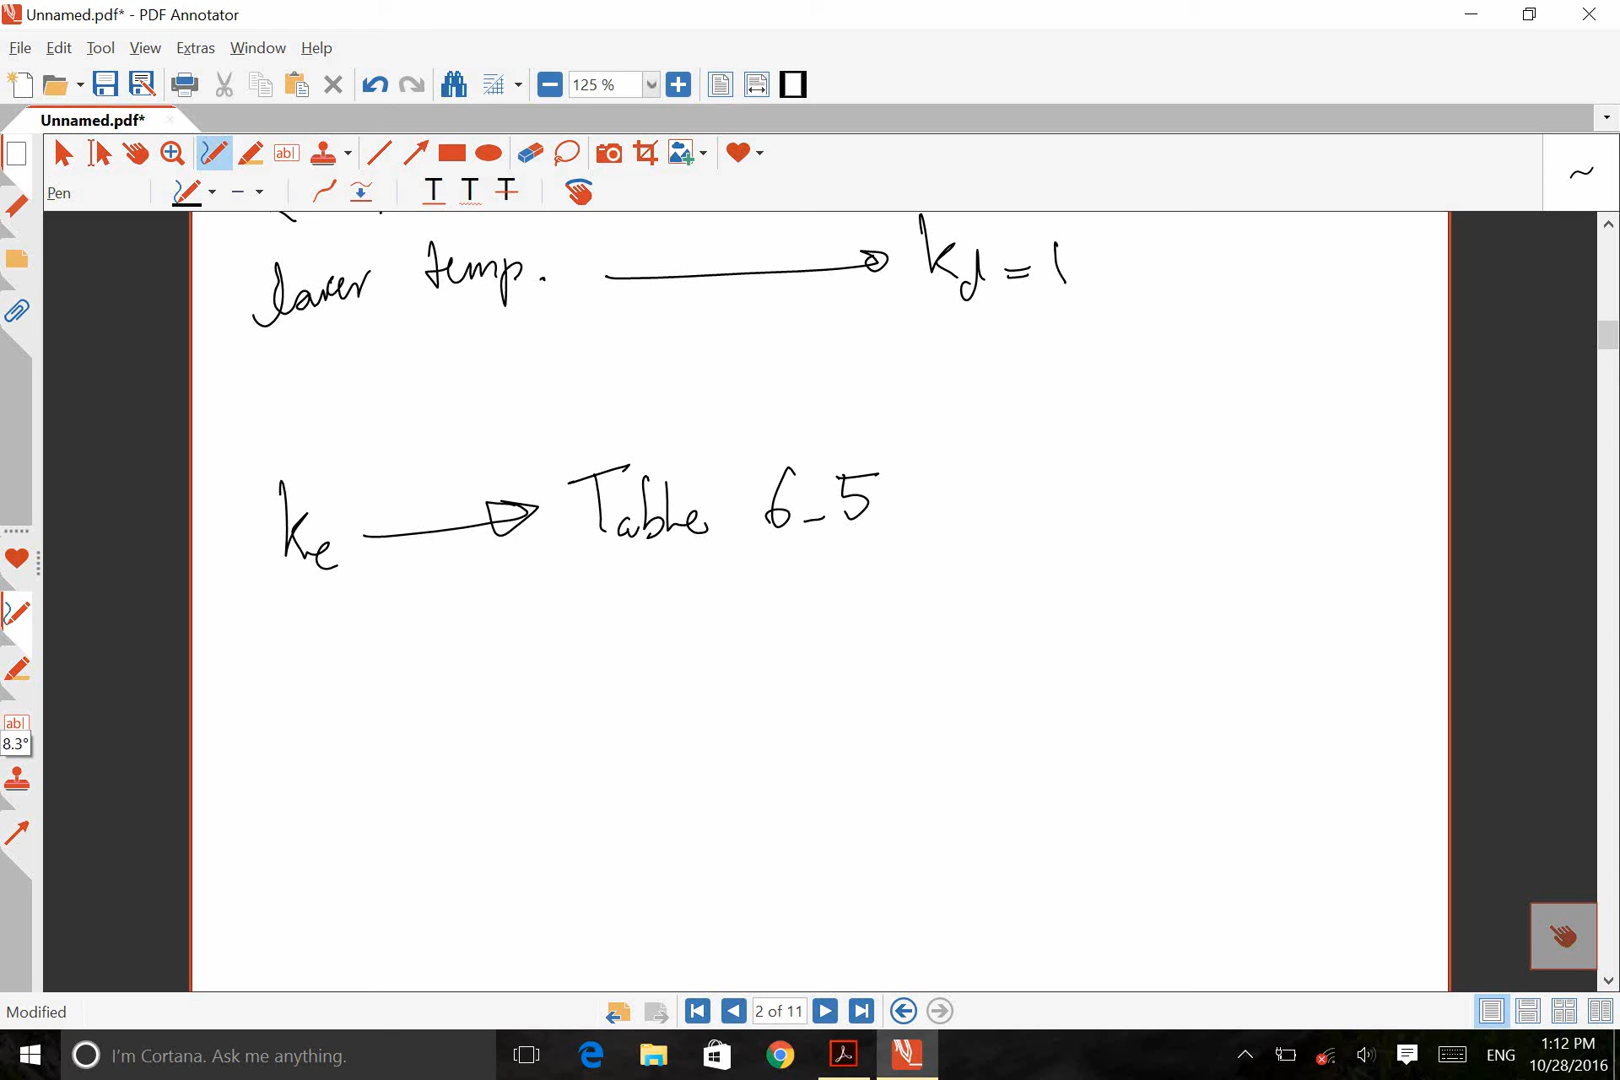 Unnamed.pdf* - PDF Annotator
File Edit Tool View Extras Window Help
125 %
Unnamed.pdf*
ab|
Pen
T T T
lower temp. → kd = 1
ke → Table 6-5
ab|
8.3°
Modified
2 of 11
I'm Cortana. Ask me anything.
ENG
1:12 PM
10/28/2016